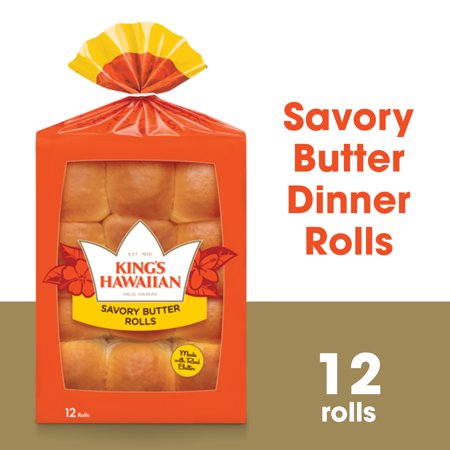 EST. 1950
KING'S
HAWAIIAN
HILO, HAWAII
SAVORY BUTTER
ROLLS
Made
with Real
Butter
12 Rolls
Savory
Butter
Dinner
Rolls
12
rolls